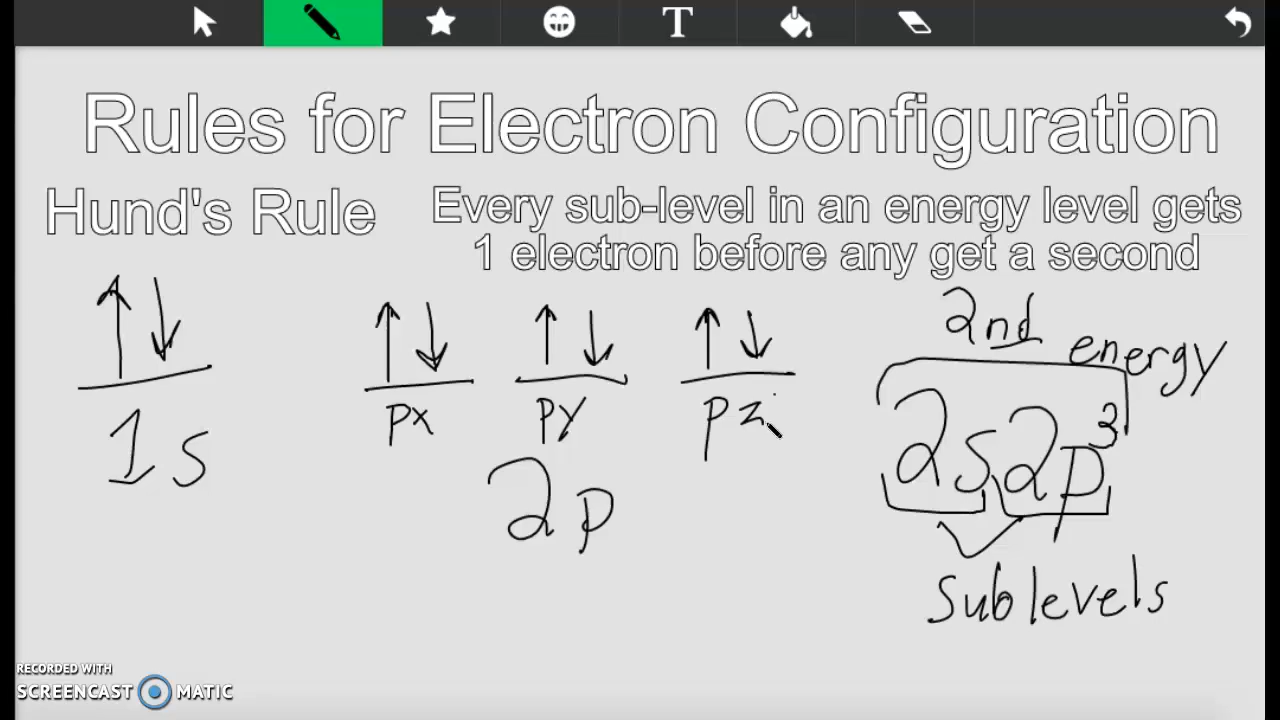 T
Rules for Electron Configuration
Hund's Rule
Every sub-level in an energy level gets
1 electron before any get a second
2nd energy
px py pz
1s
2p
2s2p³
Sublevels
RECORDED WITH
SCREENCAST MATIC